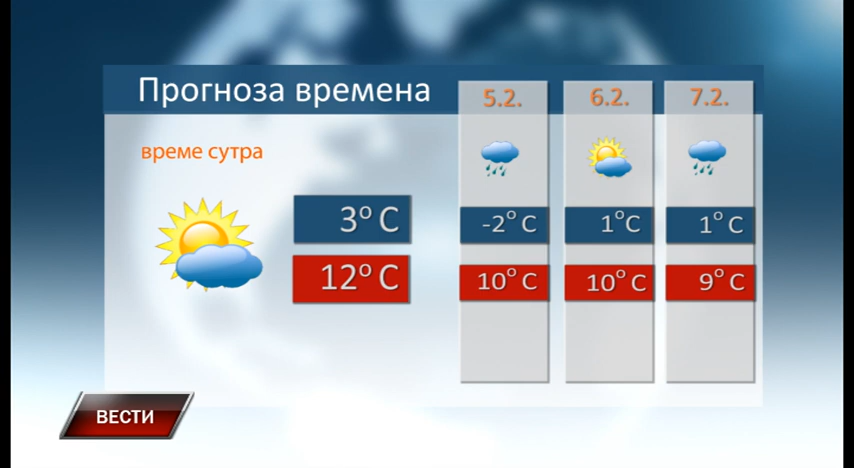 Прогноза времена
време сутра
3° C
12° C
5.2.
-2° C
10° C
6.2.
1°C
10° C
7.2.
1° C
9° C
ВЕСТИ